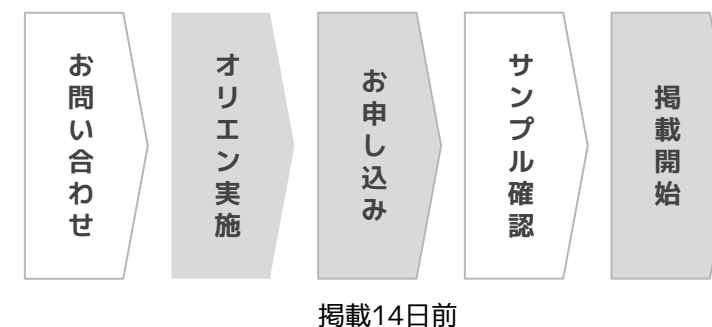 お問い合わせ
オリエン実施
お申し込み
サンプル確認
掲載開始
掲載14日前